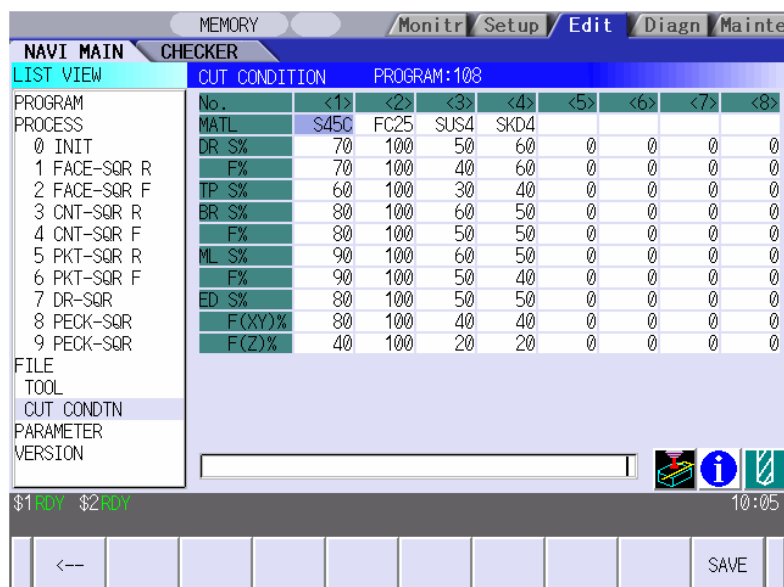 MEMORY Monitr Setup Edit Diagn Mainte
NAVI MAIN CHECKER
LIST VIEW
CUT CONDITION PROGRAM:108
PROGRAM
PROCESS
0 INIT
1 FACE-SQR R
2 FACE-SQR F
3 CNT-SQR R
4 CNT-SQR F
5 PKT-SQR R
6 PKT-SQR F
7 DR-SQR
8 PECK-SQR
9 PECK-SQR
FILE
TOOL
CUT CONDTN
PARAMETER
VERSION
No. <1> <2> <3> <4> <5> <6> <7> <8>
MATL S45C FC25 SUS4 SKD4
DR S% 70 100 50 60 0 0 0 0
F% 70 100 40 60 0 0 0 0
TP S% 60 100 30 40 0 0 0 0
BR S% 80 100 60 50 0 0 0 0
F% 80 100 50 50 0 0 0 0
ML S% 90 100 60 50 0 0 0 0
F% 90 100 50 40 0 0 0 0
ED S% 80 100 50 50 0 0 0 0
F(XY)% 80 100 40 40 0 0 0 0
F(Z)% 40 100 20 20 0 0 0 0
i
$1RDY $2RDY 10:05
<-- SAVE